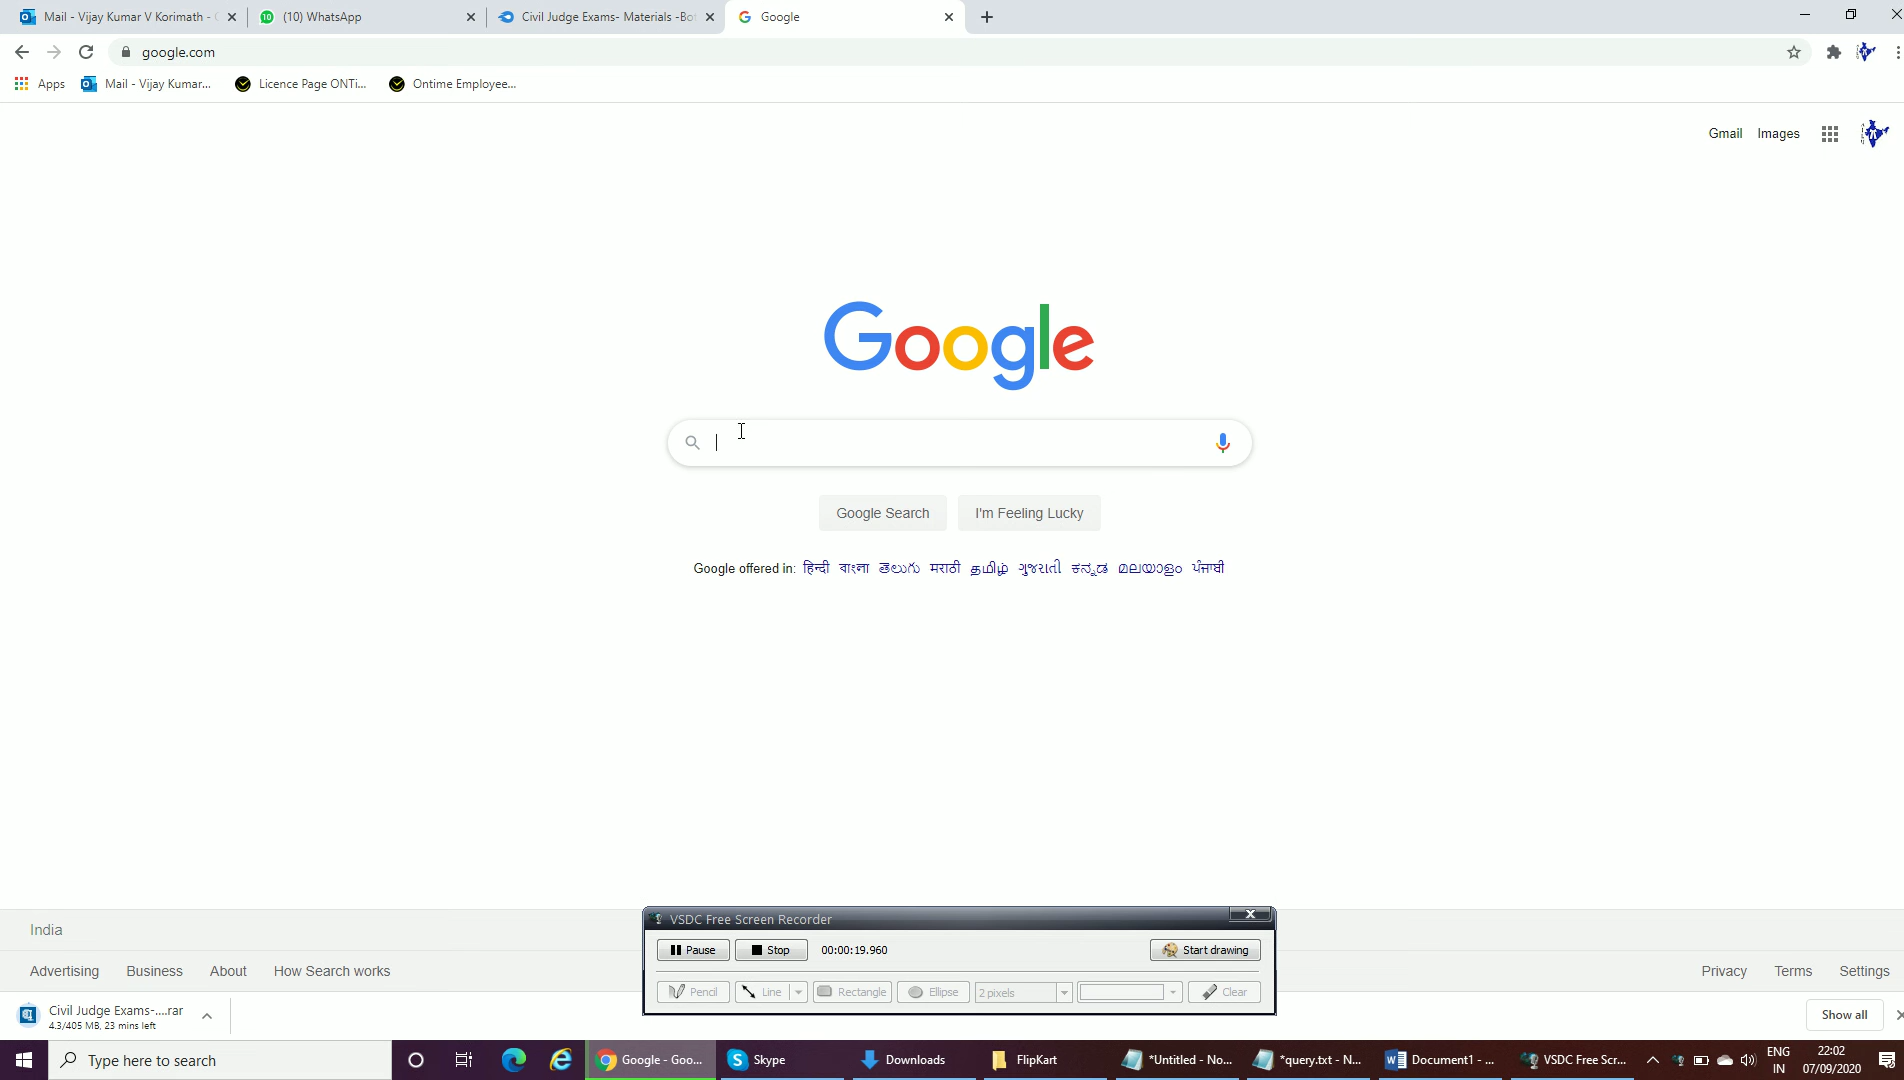 Mail - Vijay Kumar V Korimath -
(10) WhatsApp
Civil Judge Exams- Materials -Bo
Google
google.com
Apps
Mail - Vijay Kumar...
Licence Page ONTi...
Ontime Employee...
Gmail
Images
Google
Google Search
I'm Feeling Lucky
Google offered in: हिन्दी বাংলা తెలుగు मराठी தமிழ் ગુજરાતી ಕನ್ನಡ മലയാളം ਪੰਜਾਬੀ
India
Advertising
Business
About
How Search works
Privacy
Terms
Settings
VSDC Free Screen Recorder
Pause
Stop
00:00:19.960
Start drawing
Pencil
Line
Rectangle
Ellipse
2 pixels
Clear
Civil Judge Exams-....rar
4.3/405 MB, 23 mins left
Show all
Type here to search
Google - Goo...
Skype
Downloads
FlipKart
*Untitled - No...
*query.txt - N...
Document1 - ...
VSDC Free Scr...
ENG
IN
22:02
07/09/2020